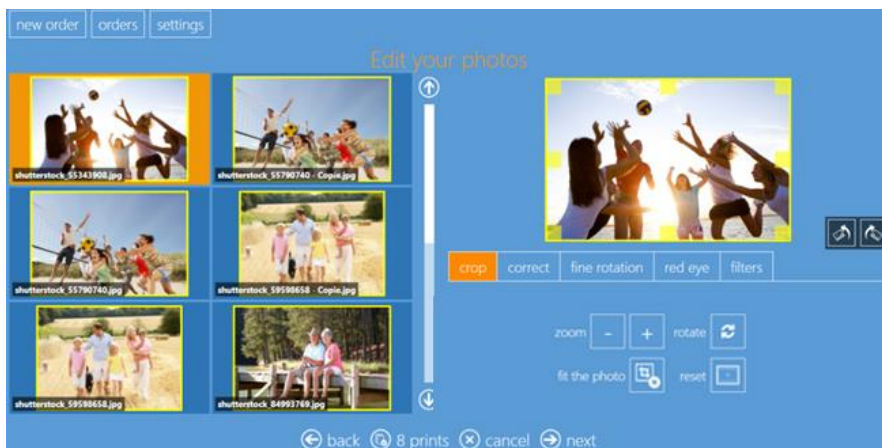 new order orders settings
Edit your photos
shutterstock_55343908.jpg
shutterstock_55790740 - Copie.jpg
shutterstock_55790740.jpg
shutterstock_59598658 - Copie.jpg
shutterstock_59598658.jpg
shutterstock_84993769.jpg
crop correct fine rotation red eye filters
zoom - + rotate
fit the photo reset
back 8 prints cancel next